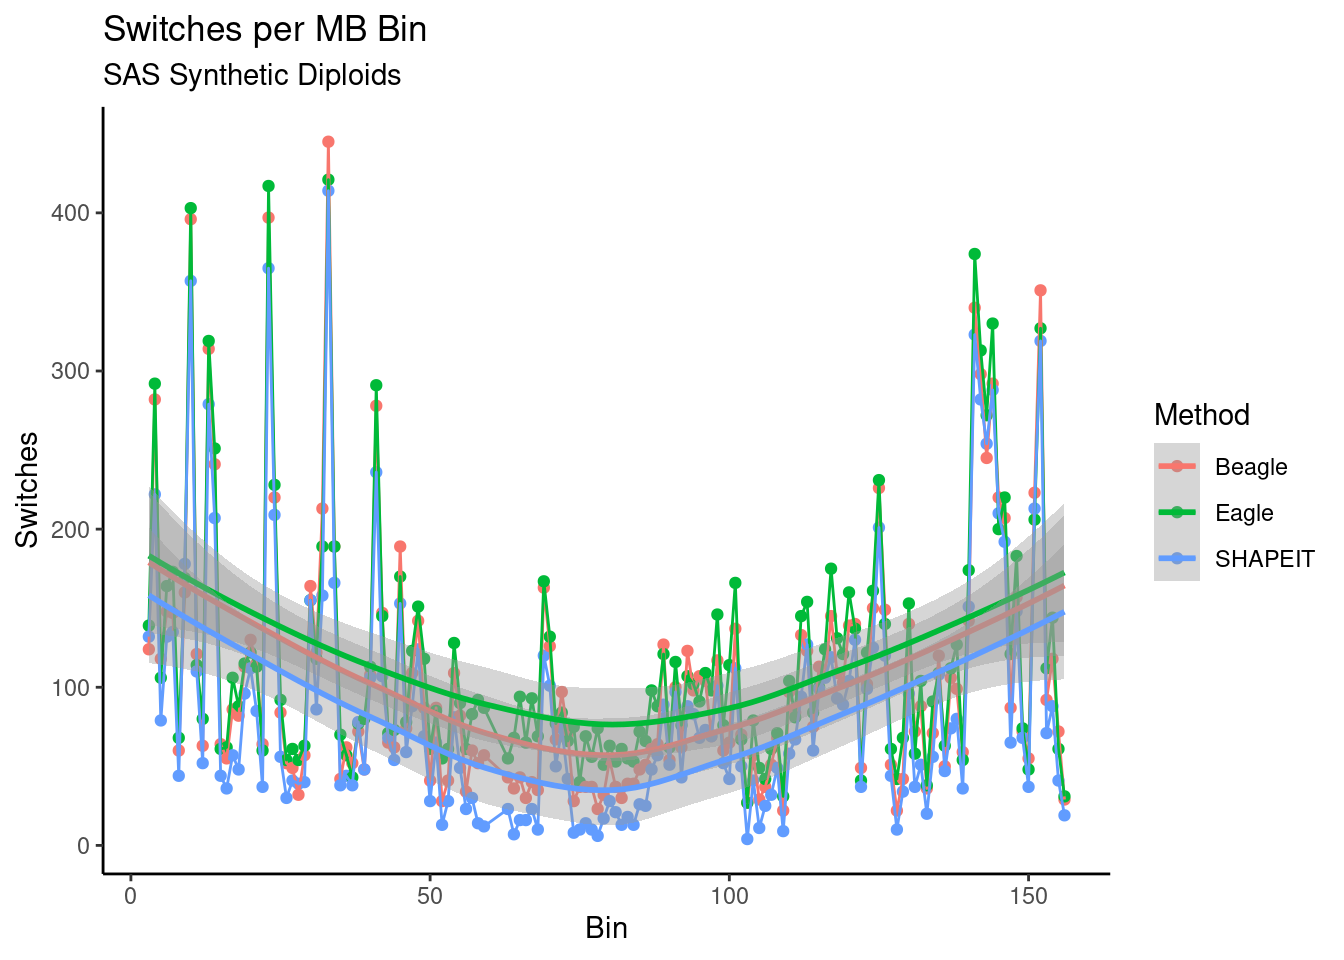 Switches per MB Bin
SAS Synthetic Diploids
Switches
400
300
200
100
0
0 50 100 150
Bin
Method
Beagle
Eagle
SHAPEIT